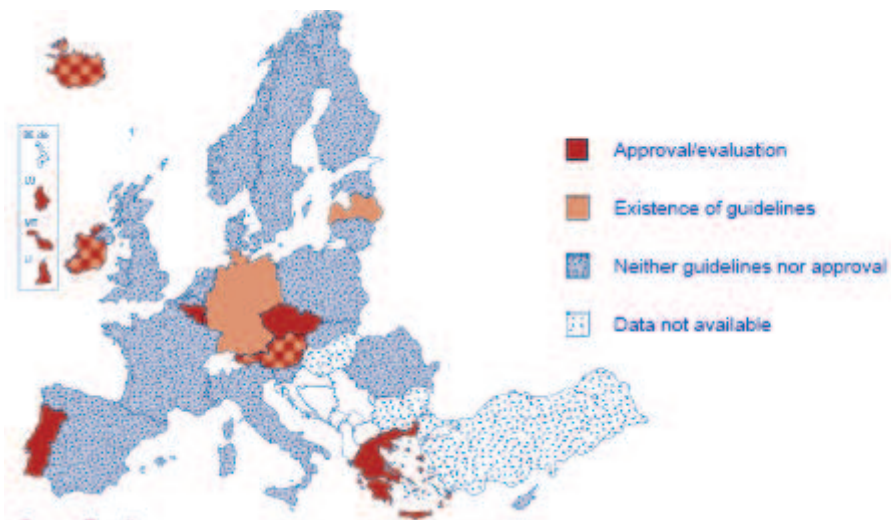 Approval/evaluation
Existence of guidelines
Neither guidelines nor approval
Data not available